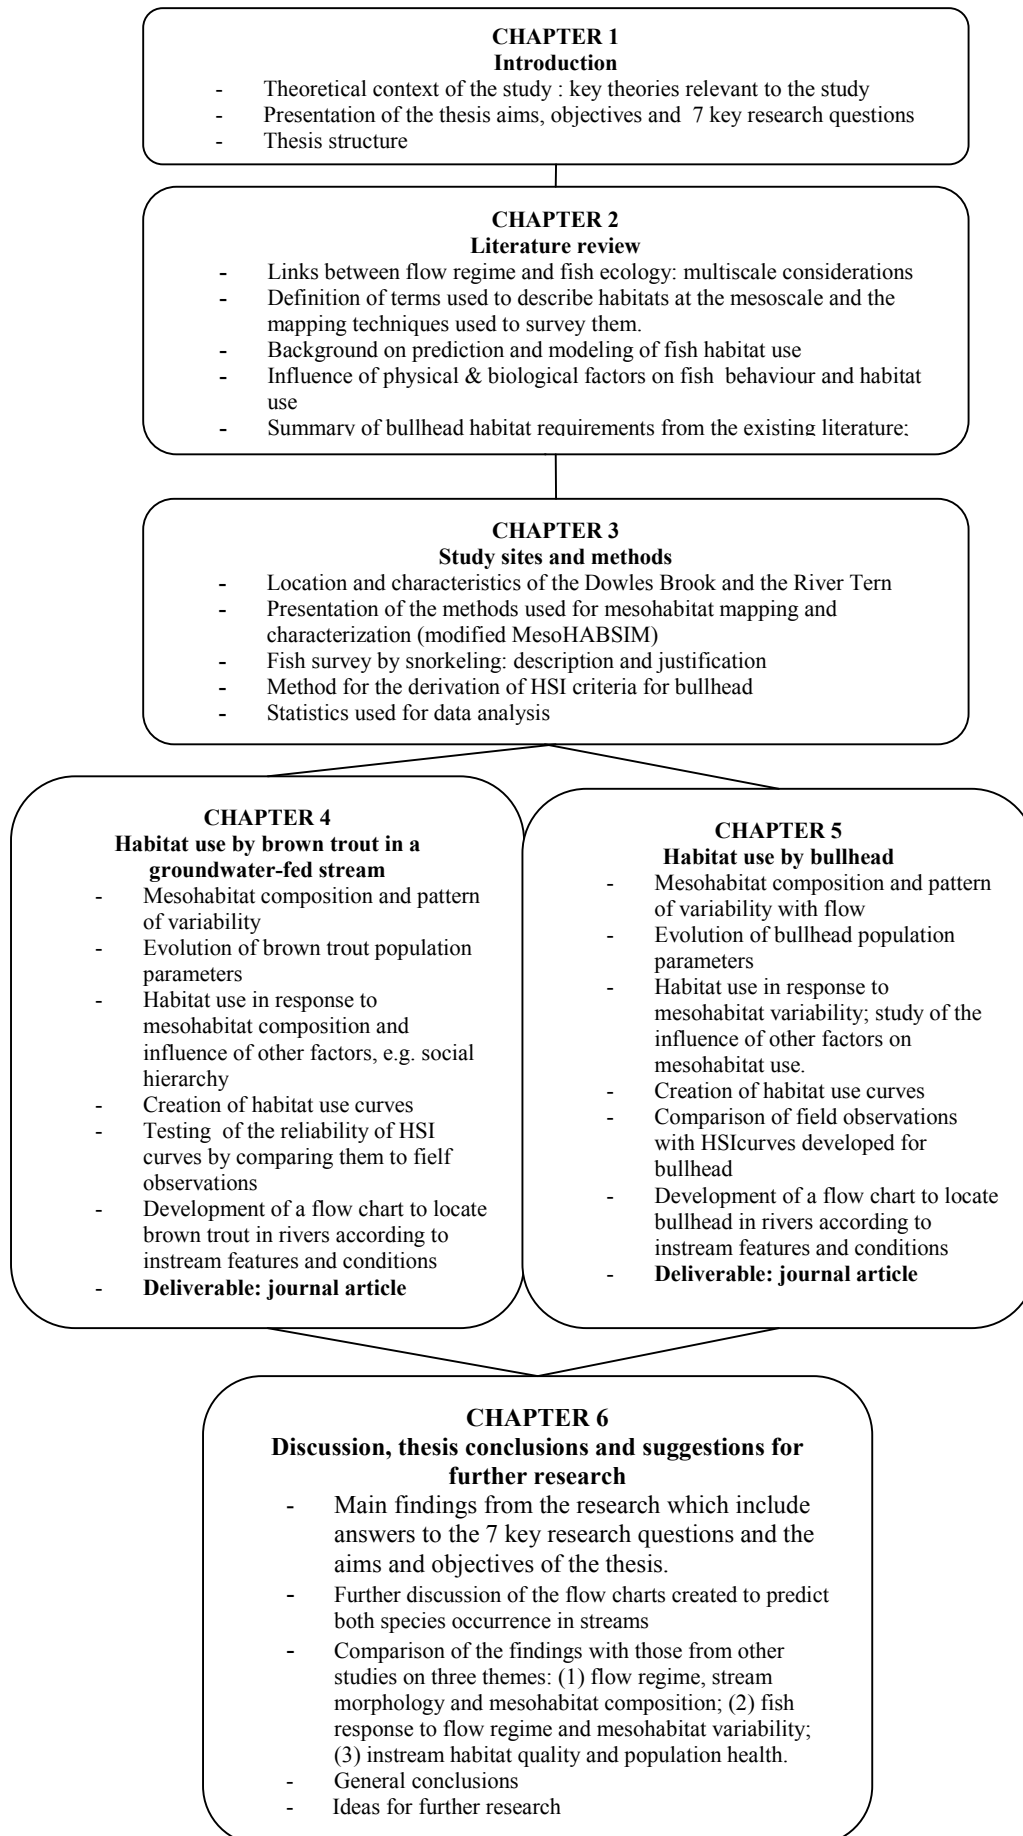 CHAPTER 1
Introduction
- Theoretical context of the study : key theories relevant to the study
- Presentation of the thesis aims, objectives and 7 key research questions
- Thesis structure
CHAPTER 2
Literature review
- Links between flow regime and fish ecology: multiscale considerations
- Definition of terms used to describe habitats at the mesoscale and the
mapping techniques used to survey them.
- Background on prediction and modeling of fish habitat use
- Influence of physical & biological factors on fish behaviour and habitat
use
- Summary of bullhead habitat requirements from the existing literature;
CHAPTER 3
Study sites and methods
- Location and characteristics of the Dowles Brook and the River Tern
- Presentation of the methods used for mesohabitat mapping and
characterization (modified MesoHABSIM)
- Fish survey by snorkeling: description and justification
- Method for the derivation of HSI criteria for bullhead
- Statistics used for data analysis
CHAPTER 4
Habitat use by brown trout in a
groundwater-fed stream
- Mesohabitat composition and pattern
of variability
- Evolution of brown trout population
parameters
- Habitat use in response to
mesohabitat composition and
influence of other factors, e.g. social
hierarchy
- Creation of habitat use curves
- Testing of the reliability of HSI
curves by comparing them to fielf
observations
- Development of a flow chart to locate
brown trout in rivers according to
instream features and conditions
- Deliverable: journal article
CHAPTER 5
Habitat use by bullhead
- Mesohabitat composition and pattern
of variability with flow
- Evolution of bullhead population
parameters
- Habitat use in response to
mesohabitat variability; study of the
influence of other factors on
mesohabitat use.
- Creation of habitat use curves
- Comparison of field observations
with HSIcurves developed for
bullhead
- Development of a flow chart to locate
bullhead in rivers according to
instream features and conditions
- Deliverable: journal article
CHAPTER 6
Discussion, thesis conclusions and suggestions for
further research
- Main findings from the research which include
answers to the 7 key research questions and the
aims and objectives of the thesis.
- Further discussion of the flow charts created to predict
both species occurrence in streams
- Comparison of the findings with those from other
studies on three themes: (1) flow regime, stream
morphology and mesohabitat composition; (2) fish
response to flow regime and mesohabitat variability;
(3) instream habitat quality and population health.
- General conclusions
- Ideas for further research